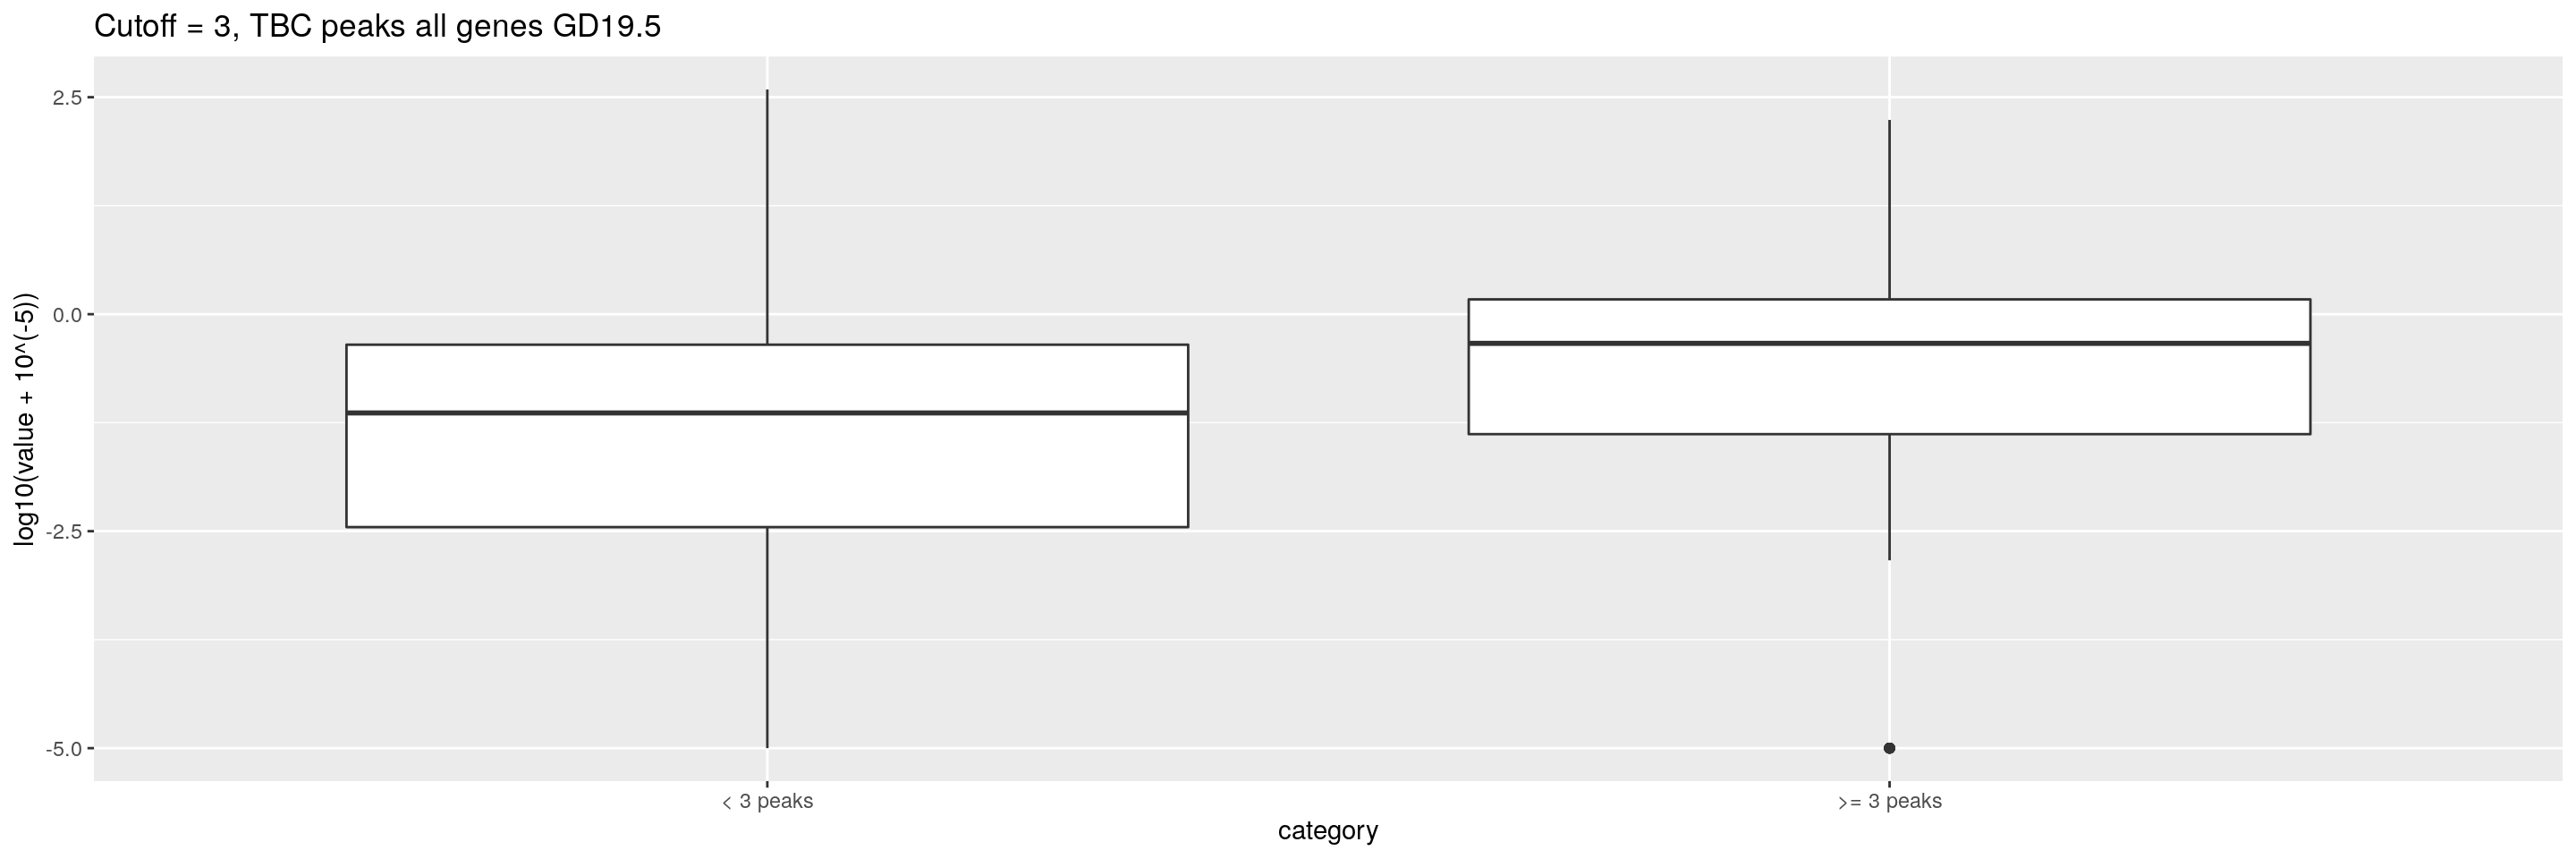 Cutoff = 3, TBC peaks all genes GD19.5
log10(value + 10^(-5))
2.5
0.0
-2.5
-5.0
< 3 peaks
>= 3 peaks
category